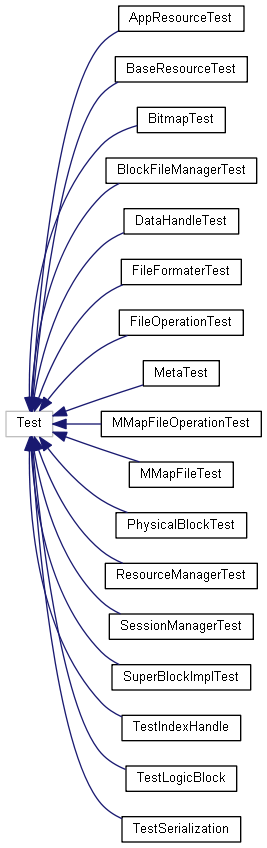 AppResourceTest
BaseResourceTest
BitmapTest
BlockFileManagerTest
DataHandleTest
FileFormaterTest
FileOperationTest
MetaTest
Test
MMapFileOperationTest
MMapFileTest
PhysicalBlockTest
ResourceManagerTest
SessionManagerTest
SuperBlockImplTest
TestIndexHandle
TestLogicBlock
TestSerialization